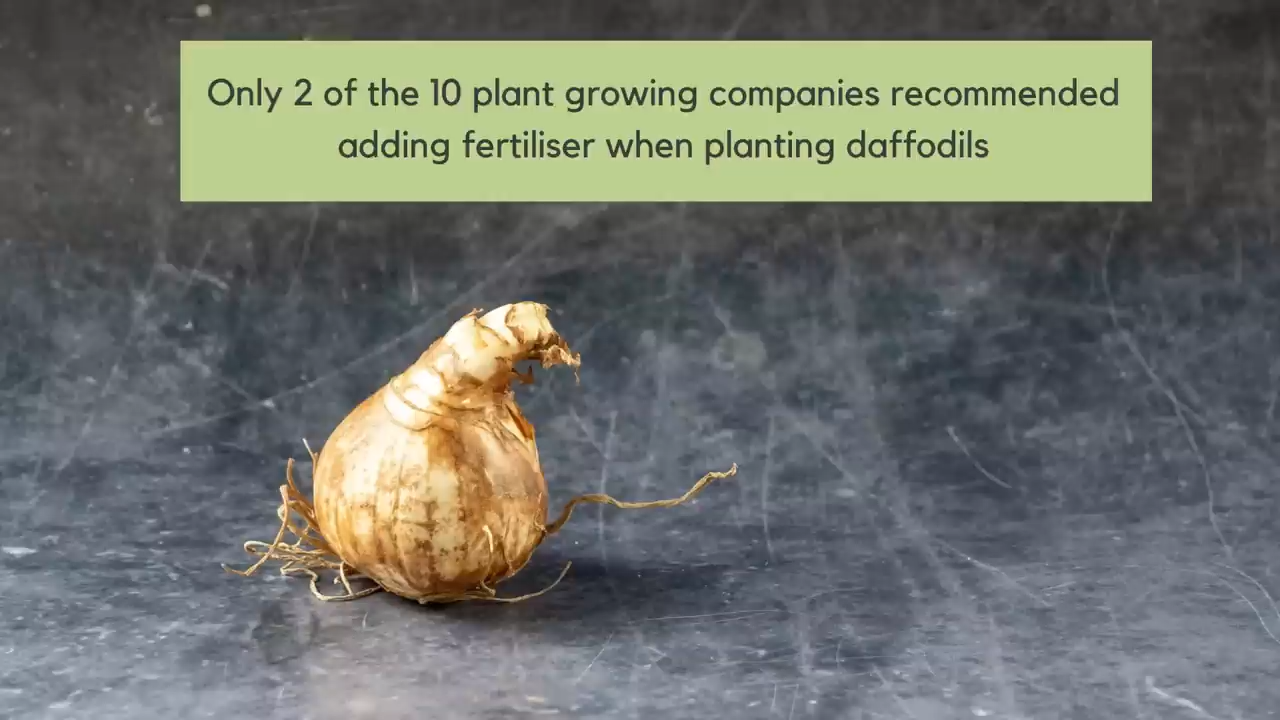 Only 2 of the 10 plant growing companies recommended
adding fertiliser when planting daffodils